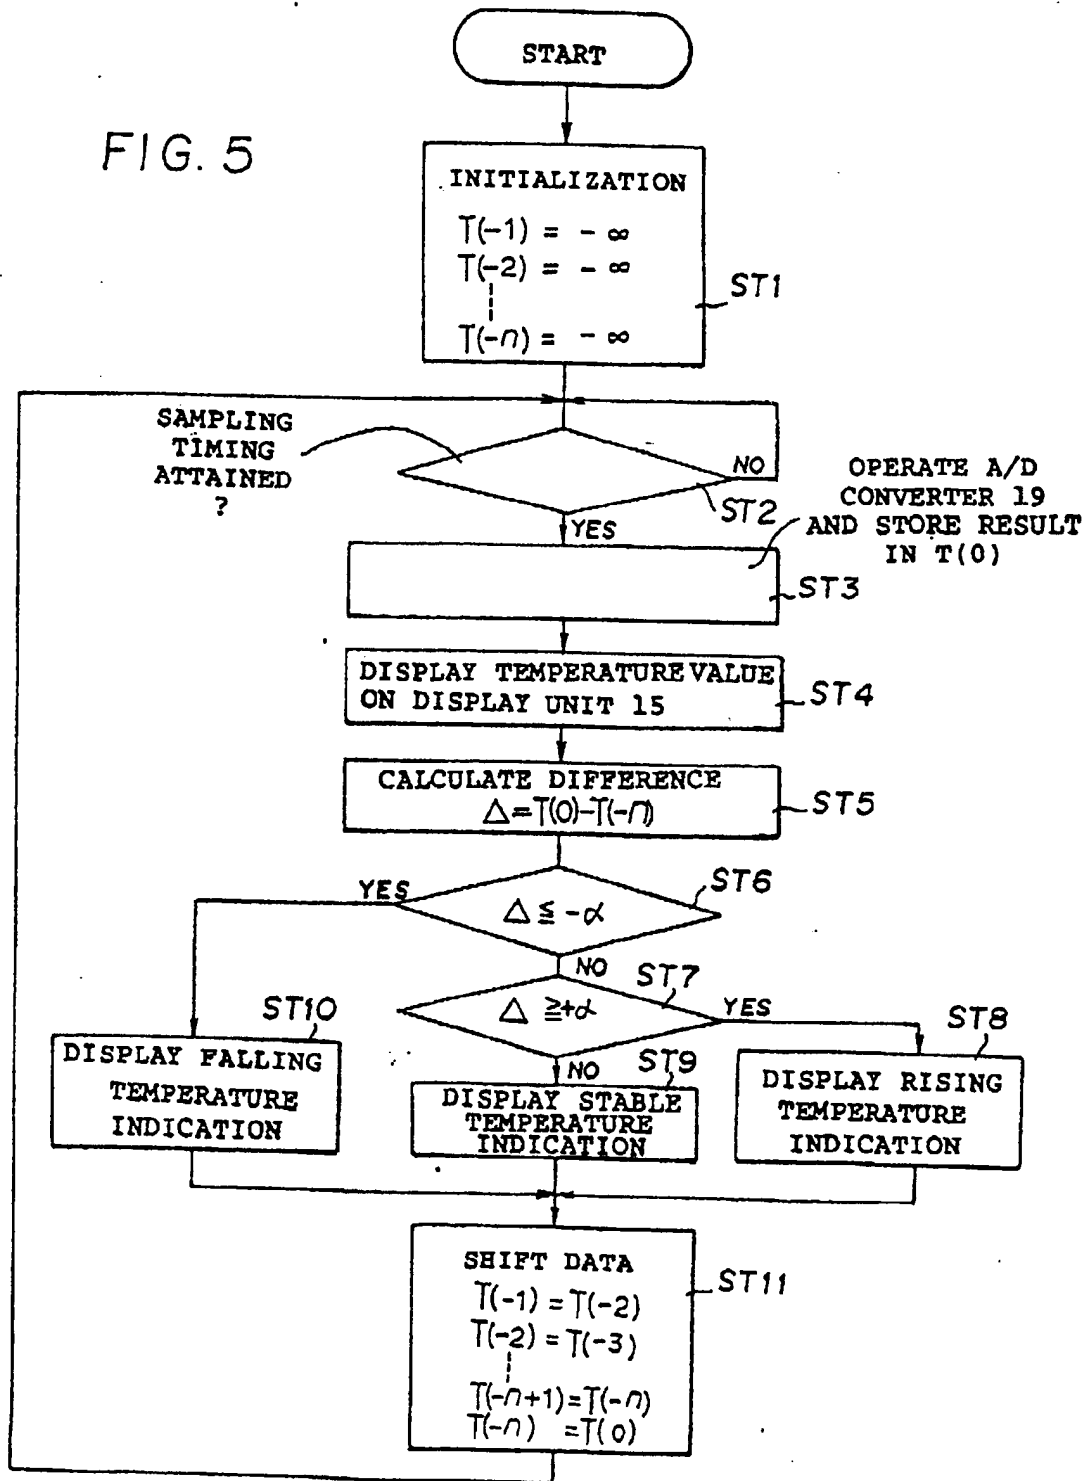 START
FIG. 5
INITIALIZATION
T(-1) = - ∞
T(-2) = - ∞
T(-n) = - ∞
ST1
SAMPLING
TIMING
ATTAINED
?
NO
ST2
YES
OPERATE A/D
CONVERTER 19
AND STORE RESULT
IN T(0)
ST3
DISPLAY TEMPERATURE VALUE
ON DISPLAY UNIT 15
ST4
CALCULATE DIFFERENCE
Δ=T(0)-T(-n)
ST5
YES
ST6
Δ ≦ -α
NO
ST7
Δ ≧+α
YES
ST10
DISPLAY FALLING
TEMPERATURE
INDICATION
NO
ST9
DISPLAY STABLE
TEMPERATURE
INDICATION
ST8
DISPLAY RISING
TEMPERATURE
INDICATION
SHIFT DATA
T(-1) = T(-2)
T(-2) = T(-3)
T(-n+1)=T(-n)
T(-n) =T(0)
ST11